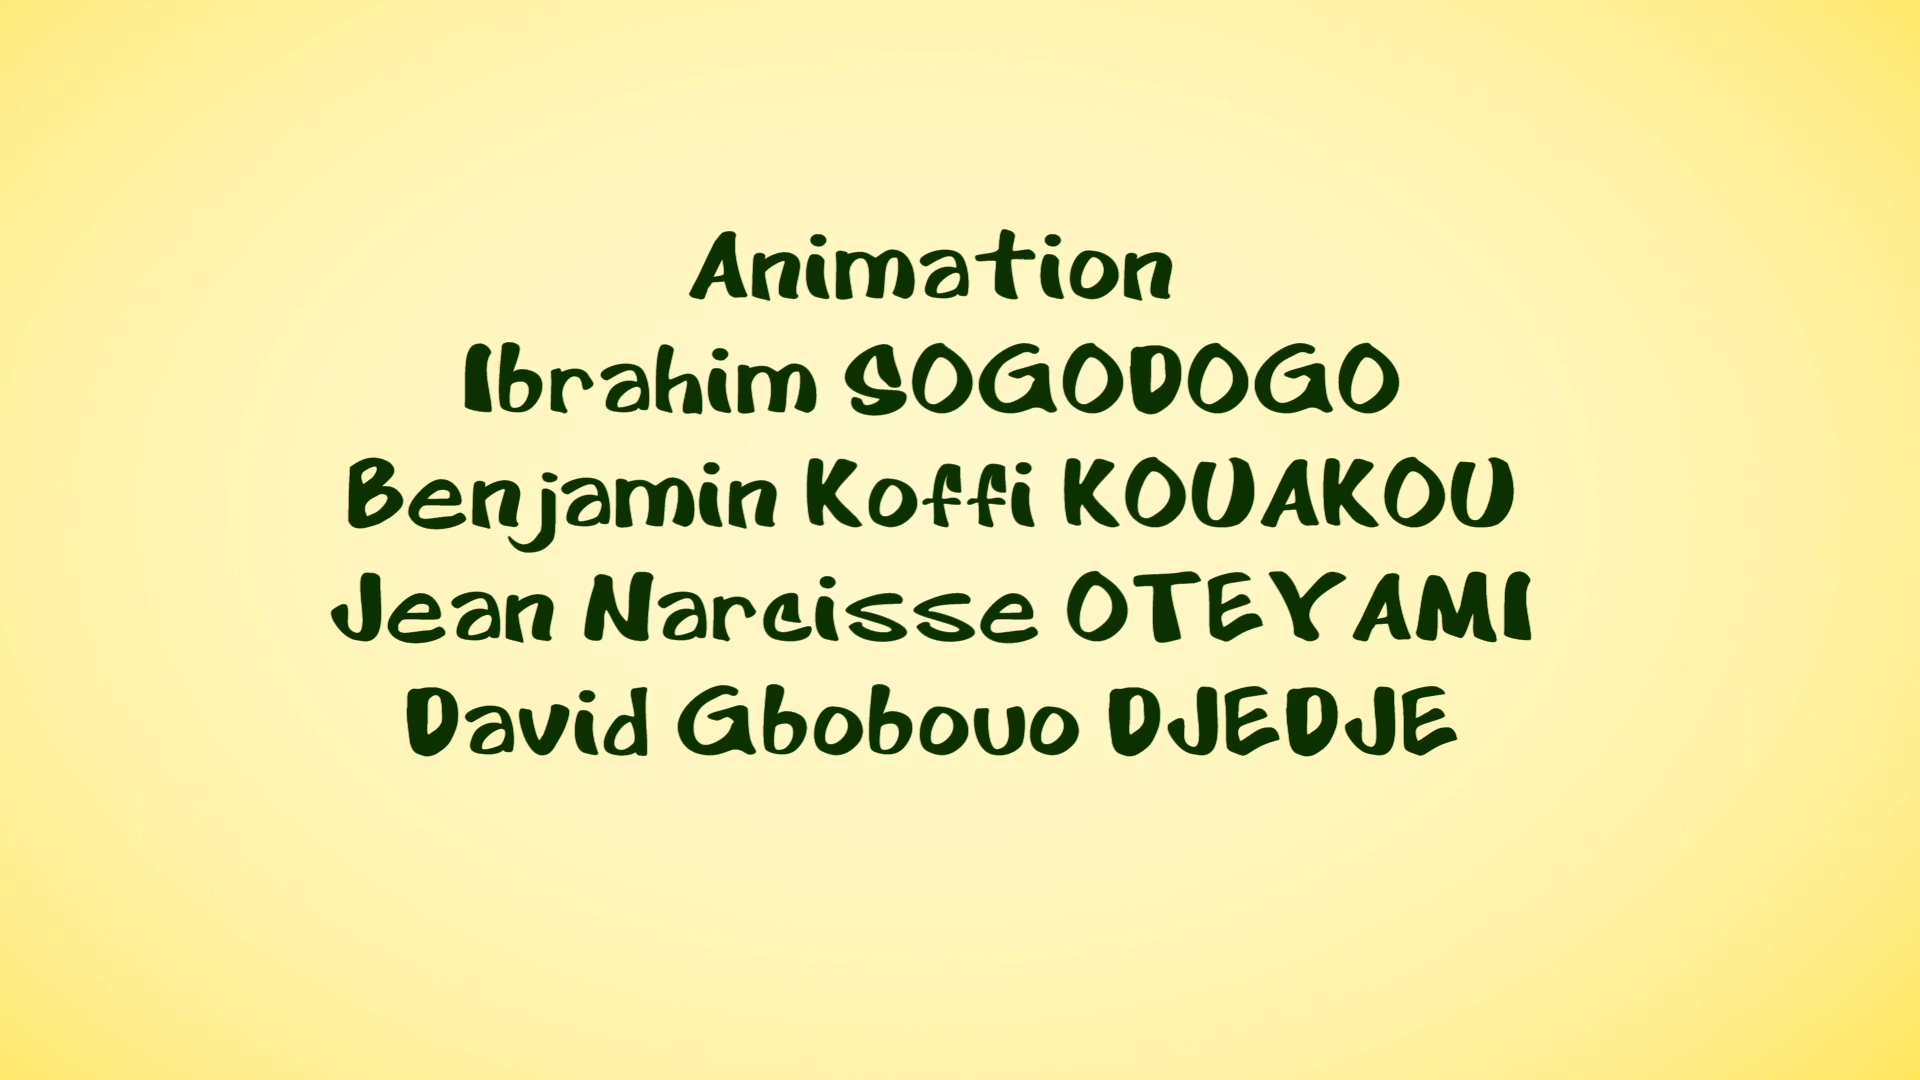 Animation
Ibrahim SOGODOGO
Benjamin Koffi KOUAKOU
Jean Narcisse OTEYAMI
David Gbobouo DJEDJE